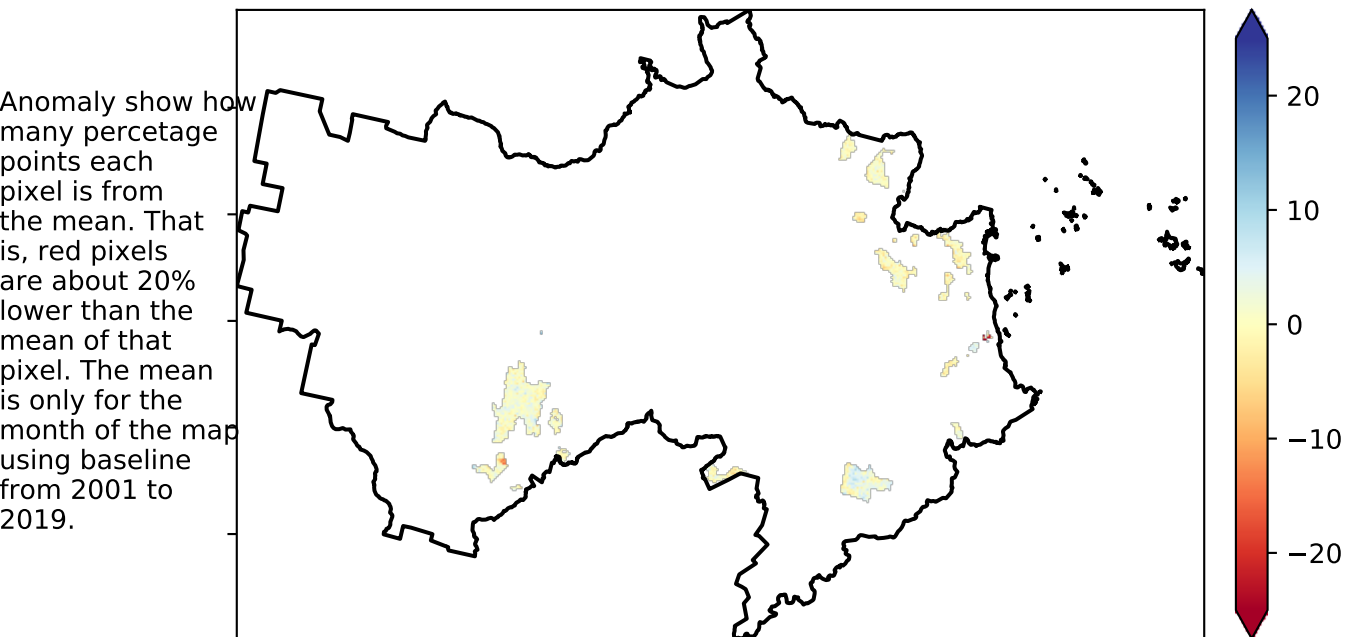 Anomaly show how
many percetage
points each
pixel is from
the mean. That
is, red pixels
are about 20%
lower than the
mean of that
pixel. The mean
is only for the
month of the map
using baseline
from 2001 to
2019.
20
10
0
−10
−20